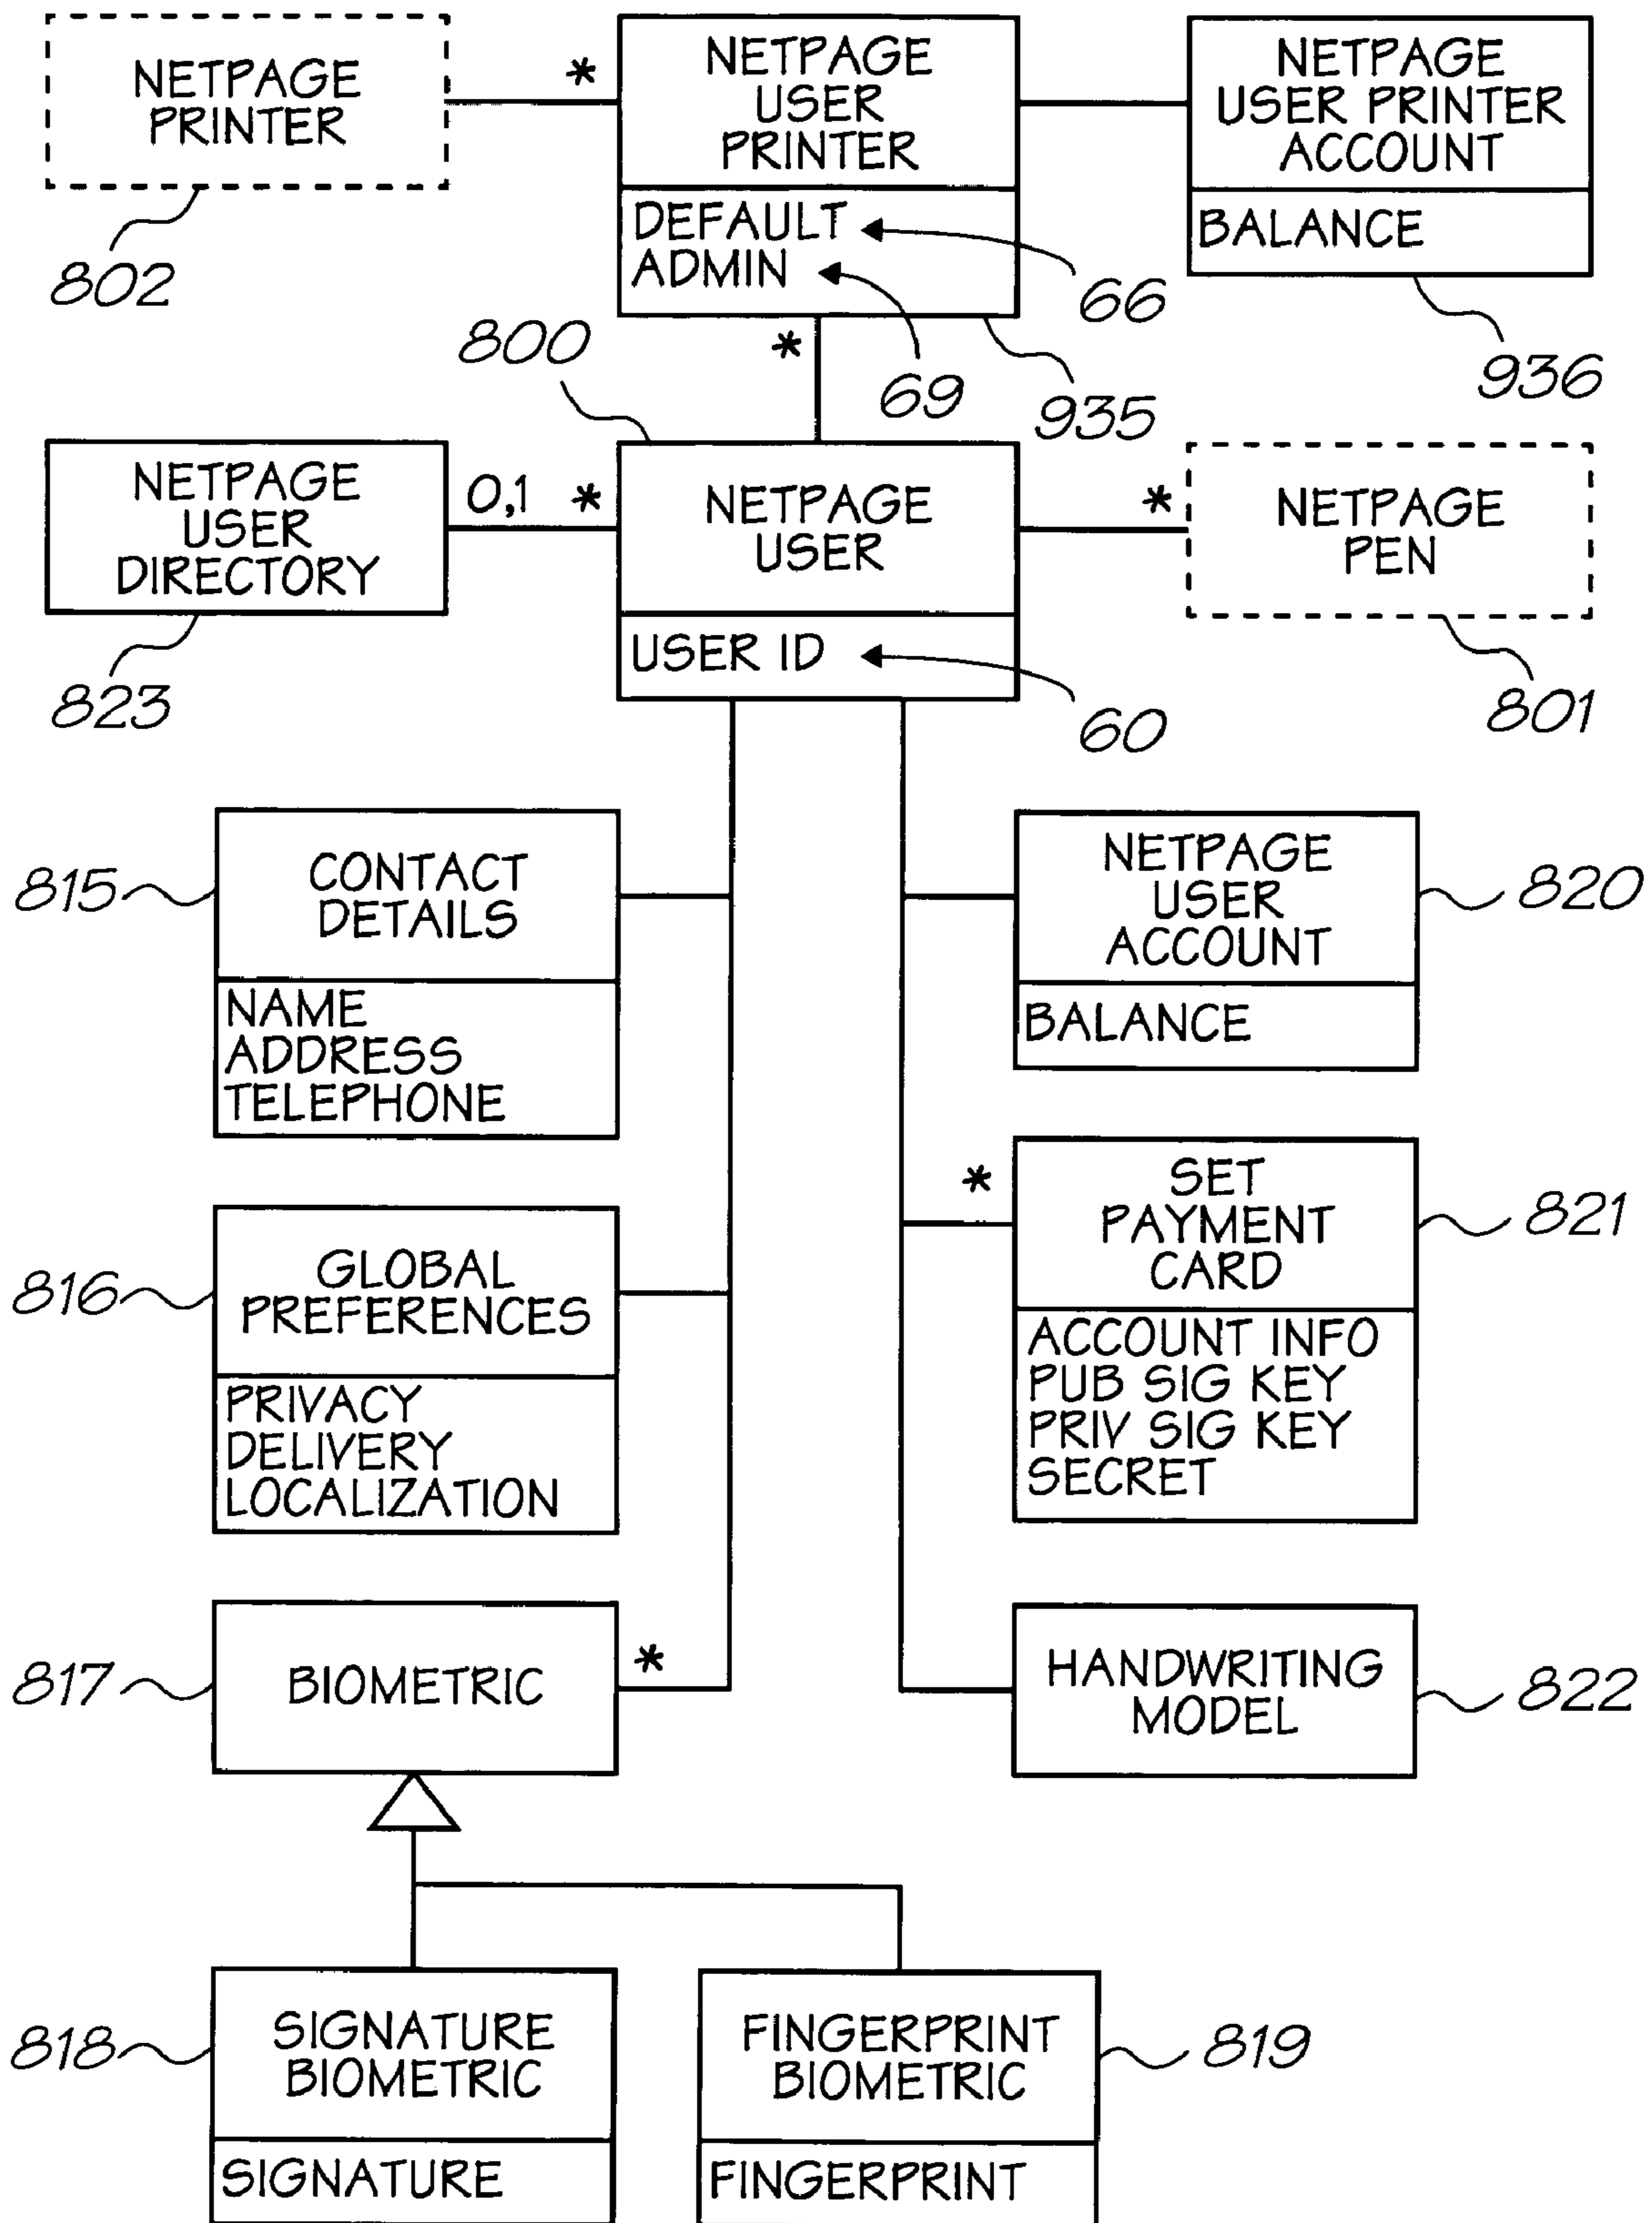 NETPAGE
PRINTER
802
*
NETPAGE
USER
PRINTER
DEFAULT
ADMIN
66
69
935
*
NETPAGE
USER PRINTER
ACCOUNT
BALANCE
936
800
NETPAGE
USER
DIRECTORY
823
0,1 *
NETPAGE
USER
USER ID
60
*
NETPAGE
PEN
801
815
CONTACT
DETAILS
NAME
ADDRESS
TELEPHONE
NETPAGE
USER
ACCOUNT
BALANCE
820
816
GLOBAL
PREFERENCES
PRIVACY
DELIVERY
LOCALIZATION
*
SET
PAYMENT
CARD
ACCOUNT INFO
PUB SIG KEY
PRIV SIG KEY
SECRET
821
817
BIOMETRIC
*
HANDWRITING
MODEL
822
818
SIGNATURE
BIOMETRIC
SIGNATURE
FINGERPRINT
BIOMETRIC
FINGERPRINT
819